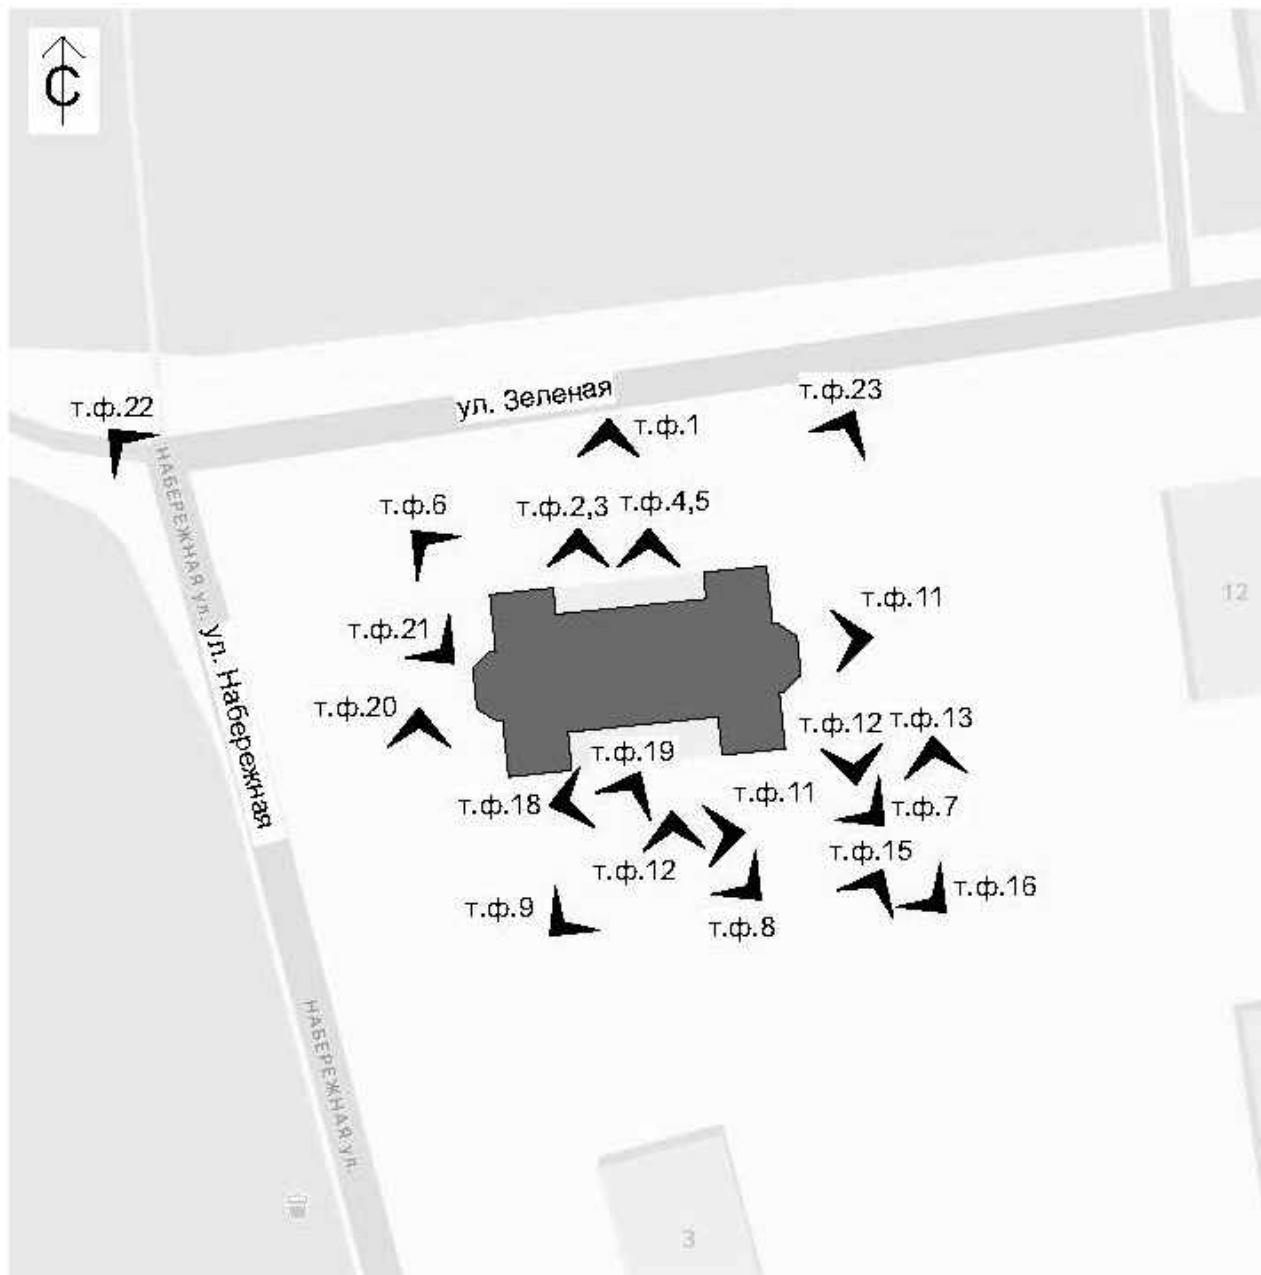 С
т.ф.23
ул. Зеленая
т.ф.22
т.ф.1
НАБЕРЕЖНАЯ ул.
т.ф.6
т.ф.2,3
т.ф.4,5
т.ф.11
12
т.ф.21
ул. Набережная
т.ф.20
т.ф.12
т.ф.13
т.ф.19
т.ф.18
т.ф.11
т.ф.7
т.ф.12
т.ф.15
т.ф.16
т.ф.9
т.ф.8
НАБЕРЕЖНАЯ ул.
3